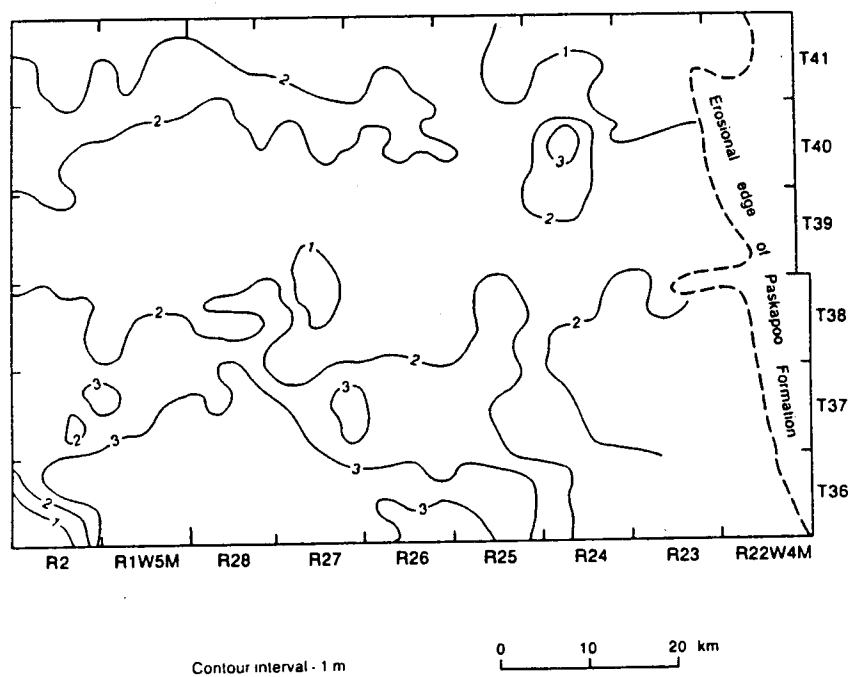 2
1
T41
2
3
T40
Erosional edge of Paskapoo Formation
2
T39
1
2
2
T38
2
3
3
T37
2
3
3
2
1
3
T36
R2 R1W5M R28 R27 R26 R25 R24 R23 R22W4M
Contour interval - 1 m
0 10 20 km